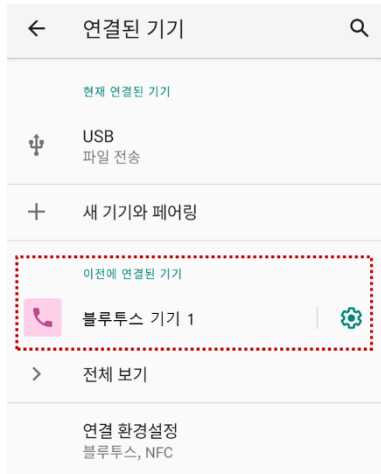 연결된 기기
현재 연결된 기기
USB
파일 전송
새 기기와 페어링
이전에 연결된 기기
블루투스 기기 1
전체 보기
연결 환경설정
블루투스, NFC